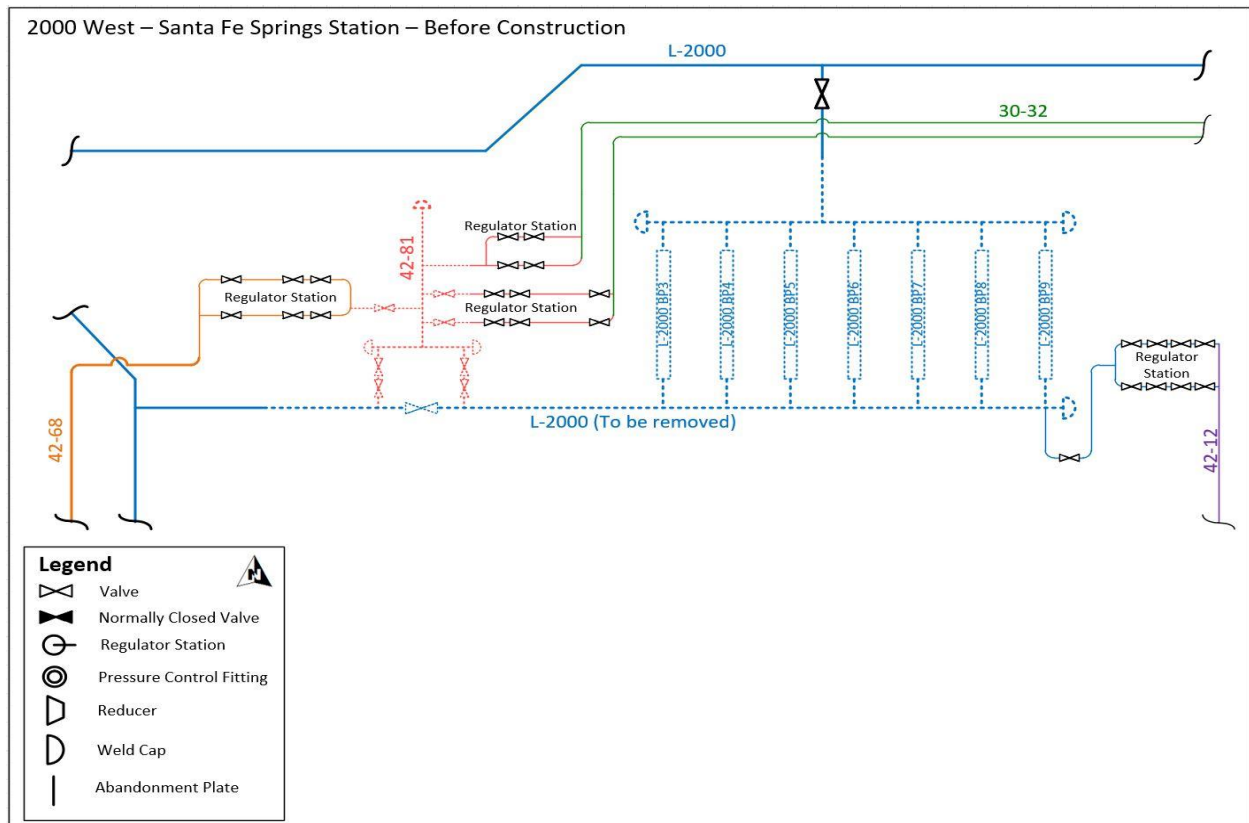 2000 West – Santa Fe Springs Station – Before Construction
L-2000
30-32
Regulator Station
42-81
Regulator Station
Regulator Station
L-2000 BP3
L-2000 BP4
L-2000 BP5
L-2000 BP6
L-2000 BP7
L-2000 BP8
L-2000 BP9
Regulator
Station
L-2000 (To be removed)
42-68
42-12
Legend
N
Valve
Normally Closed Valve
Regulator Station
Pressure Control Fitting
Reducer
Weld Cap
Abandonment Plate